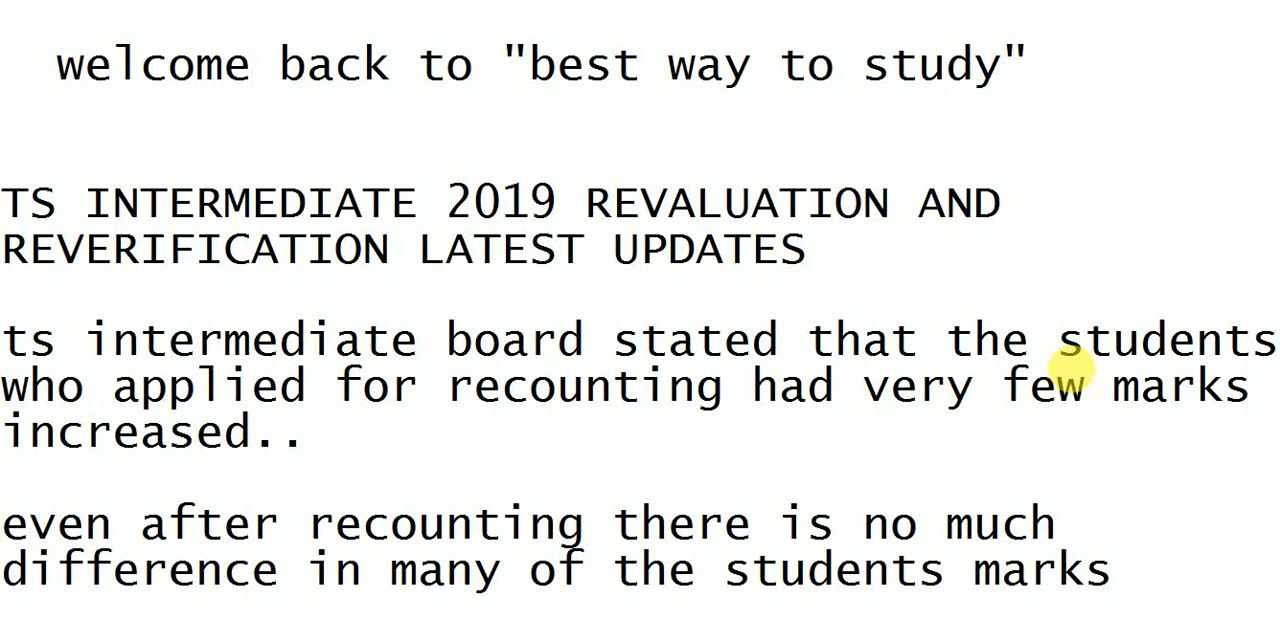 welcome back to "best way to study"
TS INTERMEDIATE 2019 REVALUATION AND
REVERIFICATION LATEST UPDATES
ts intermediate board stated that the students
who applied for recounting had very few marks
increased..
even after recounting there is no much
difference in many of the students marks